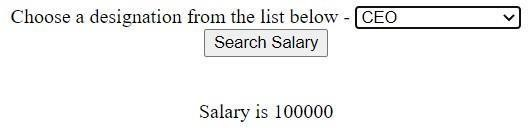 Choose a designation from the list below - CEO
Search Salary
Salary is 100000